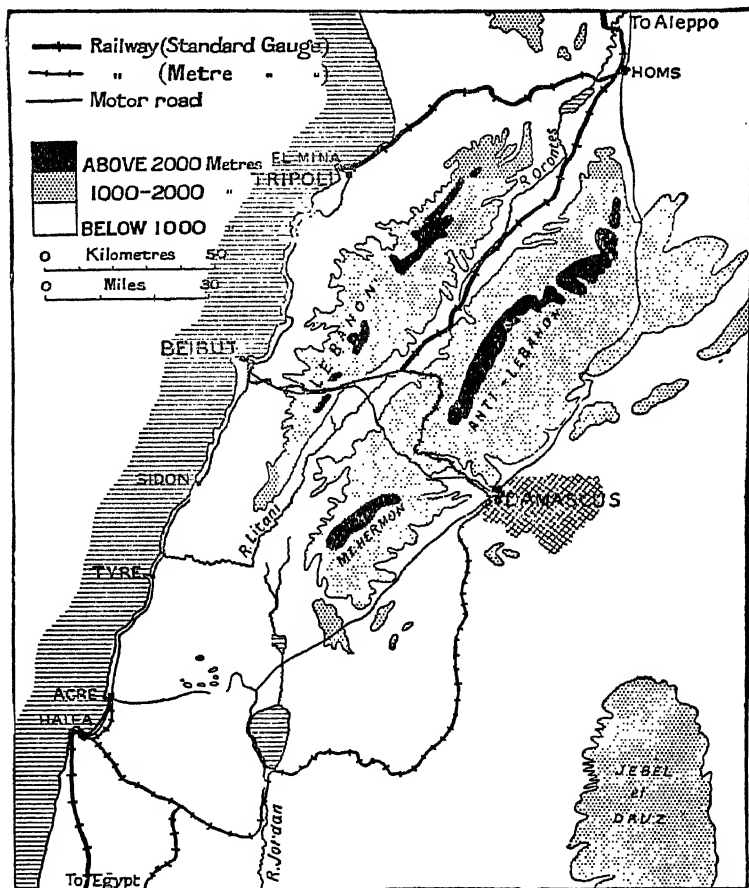 Railway (Standard Gauge)
" (Metre " ")
Motor road
ABOVE 2000 Metres
1000-2000 "
BELOW 1000 "
0 Kilometres 50
0 Miles 30
To Aleppo
HOMS
EL MINA
TRIPOLI
R. Orontes
LEBANON
BEIRUT
ANTI-LEBANON
SIDON
R. Litani
DAMASCUS
Mt HERMON
TYRE
ACRE
HAIFA
JEBEL
el
DRUZ
R. Jordan
To Egypt